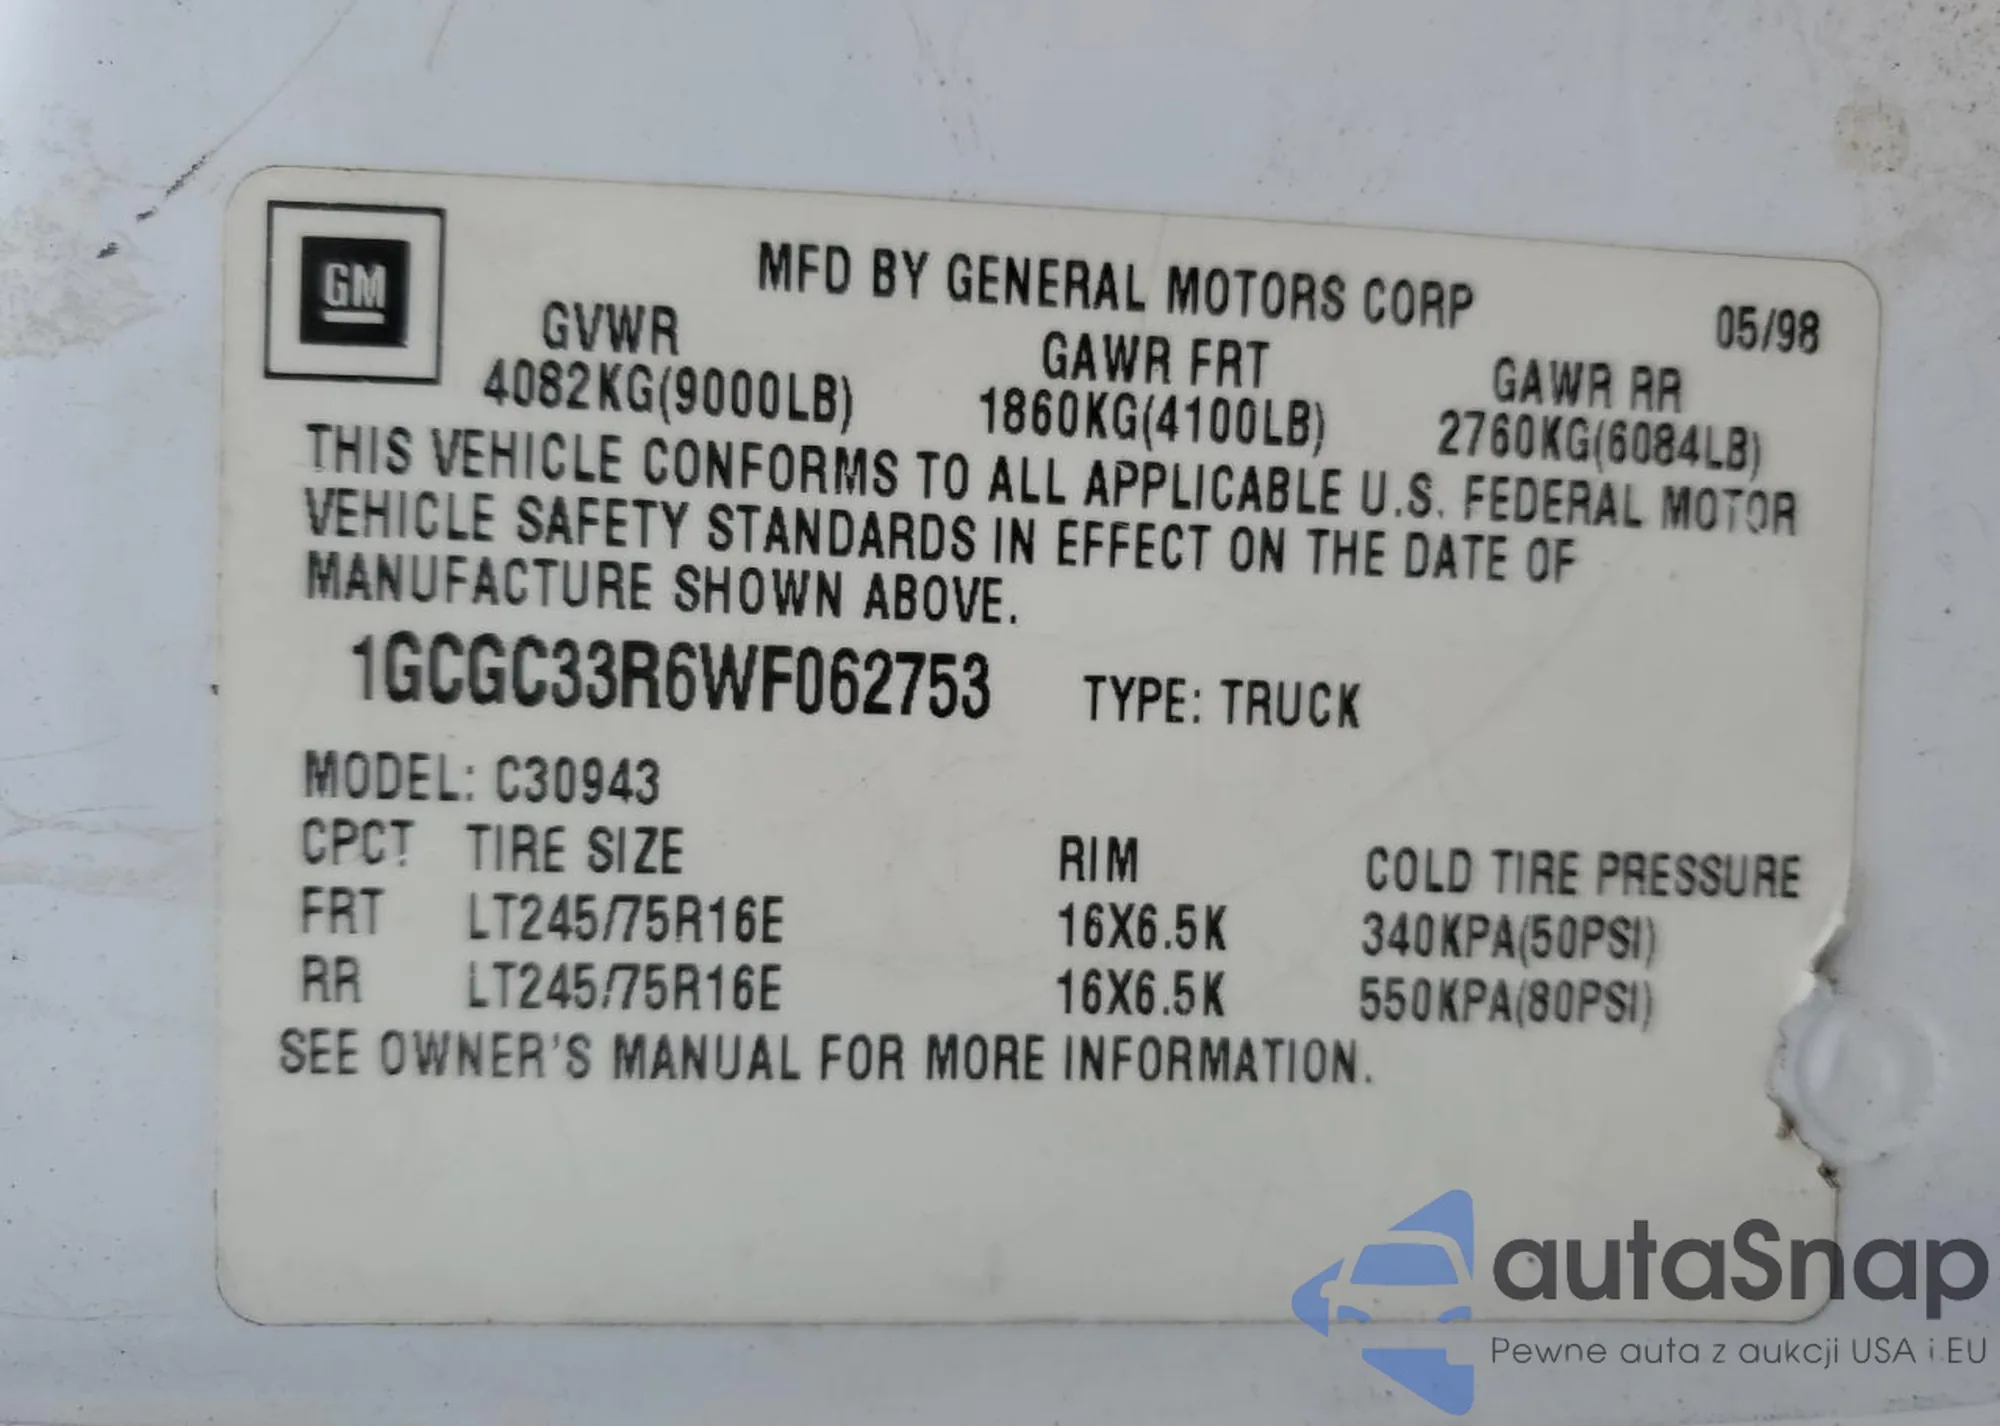 GM
MFD BY GENERAL MOTORS CORP
05/98
GVWR GAWR FRT GAWR RR
4082KG(9000LB) 1860KG(4100LB) 2760KG(6084LB)
THIS VEHICLE CONFORMS TO ALL APPLICABLE U.S. FEDERAL MOTOR
VEHICLE SAFETY STANDARDS IN EFFECT ON THE DATE OF
MANUFACTURE SHOWN ABOVE.
1GCGC33R6WF062753 TYPE: TRUCK
MODEL: C30943
CPCT TIRE SIZE RIM COLD TIRE PRESSURE
FRT LT245/75R16E 16X6.5K 340KPA(50PSI)
RR LT245/75R16E 16X6.5K 550KPA(80PSI)
SEE OWNER'S MANUAL FOR MORE INFORMATION.
autaSnap
Pewne auta z aukcji USA i EU